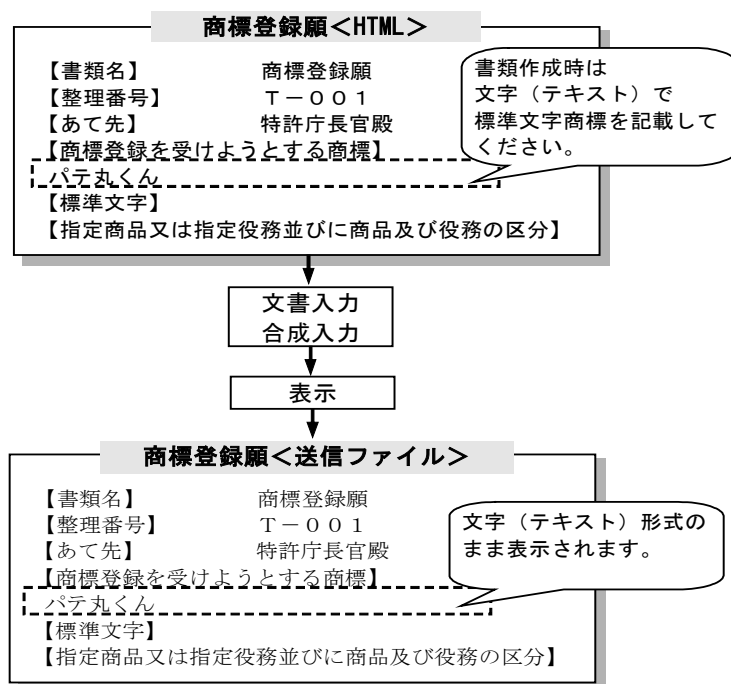 商標登録願＜HTML＞
【書類名】 商標登録願
【整理番号】 Ｔ－００１
【あて先】 特許庁長官殿
【商標登録を受けようとする商標】
パテ丸くん
【標準文字】
【指定商品又は指定役務並びに商品及び役務の区分】
書類作成時は
文字（テキスト）で
標準文字商標を記載して
ください。
文書入力
合成入力
表示
商標登録願＜送信ファイル＞
【書類名】 商標登録願
【整理番号】 Ｔ－００１
【あて先】 特許庁長官殿
【商標登録を受けようとする商標】
パテ丸くん
【標準文字】
【指定商品又は指定役務並びに商品及び役務の区分】
文字（テキスト）形式の
まま表示されます。